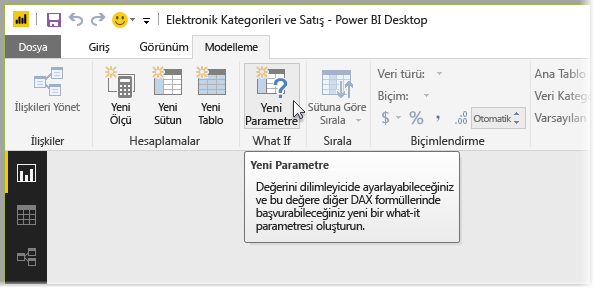 Elektronik Kategorileri ve Satış - Power BI Desktop
Dosya Giriş Görünüm Modelleme
İlişkileri Yönet
Yeni Ölçü
Yeni Sütun
Yeni Tablo
Yeni Parametre
Sütuna Göre Sırala
Veri türü:
Biçim:
$ % , .00 Otomatik
Ana Tablo
Veri Katego
Varsayılan
İlişkiler Hesaplamalar What If Sırala Biçimlendirme
Yeni Parametre
Değerini dilimleyicide ayarlayabileceğiniz
ve bu değere diğer DAX formüllerinde
başvurabileceğiniz yeni bir what-it
parametresi oluşturun.